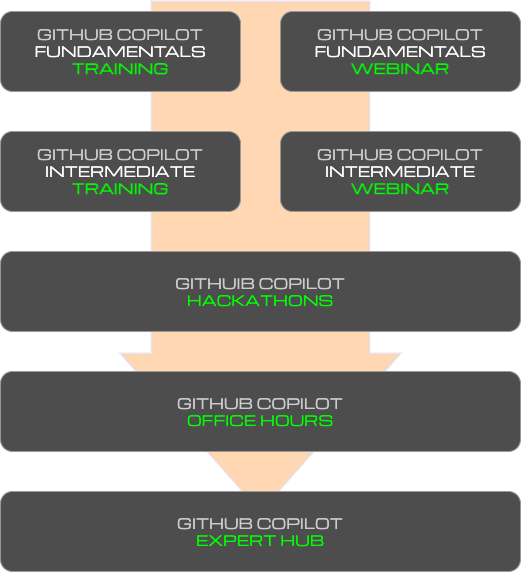 GITHUB COPILOT
FUNDAMENTALS
TRAINING
GITHUB COPILOT
FUNDAMENTALS
WEBINAR
GITHUB COPILOT
INTERMEDIATE
TRAINING
GITHUB COPILOT
INTERMEDIATE
WEBINAR
GITHUIB COPILOT
HACKATHONS
GITHUB COPILOT
OFFICE HOURS
GITHUB COPILOT
EXPERT HUB